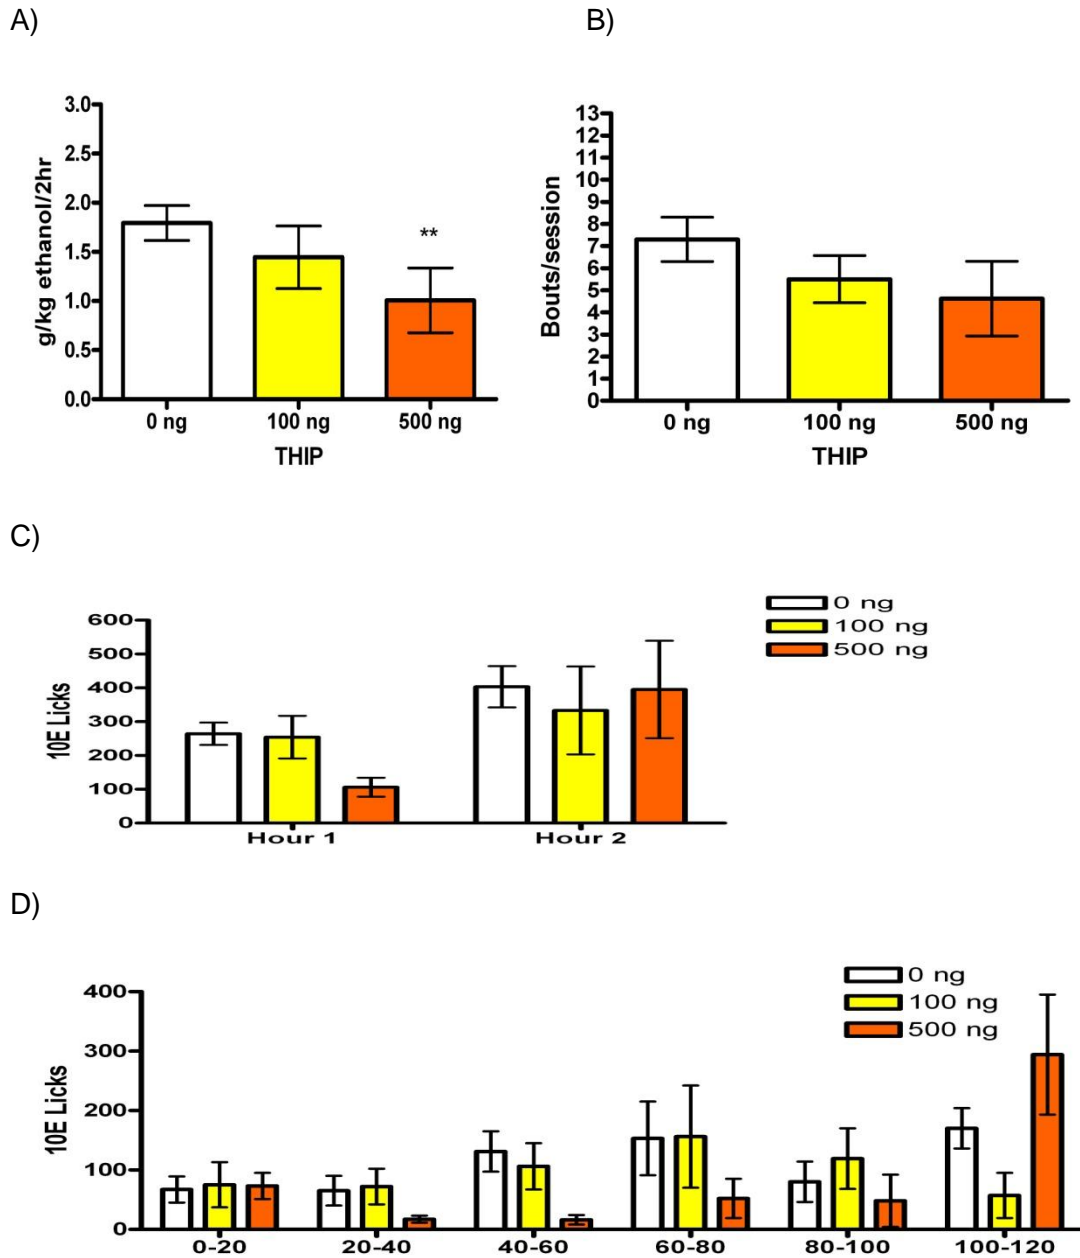 A)
B)
3.0
2.5
2.0
1.5
1.0
0.5
0.0
g/kg ethanol/2hr
**
0 ng
100 ng
500 ng
THIP
13
12
11
10
9
8
7
6
5
4
3
2
1
0
Bouts/session
0 ng
100 ng
500 ng
THIP
C)
600
500
400
300
200
100
0
10E Licks
Hour 1
Hour 2
0 ng
100 ng
500 ng
D)
400
300
200
100
0
10E Licks
0 ng
100 ng
500 ng
0-20
20-40
40-60
60-80
80-100
100-120